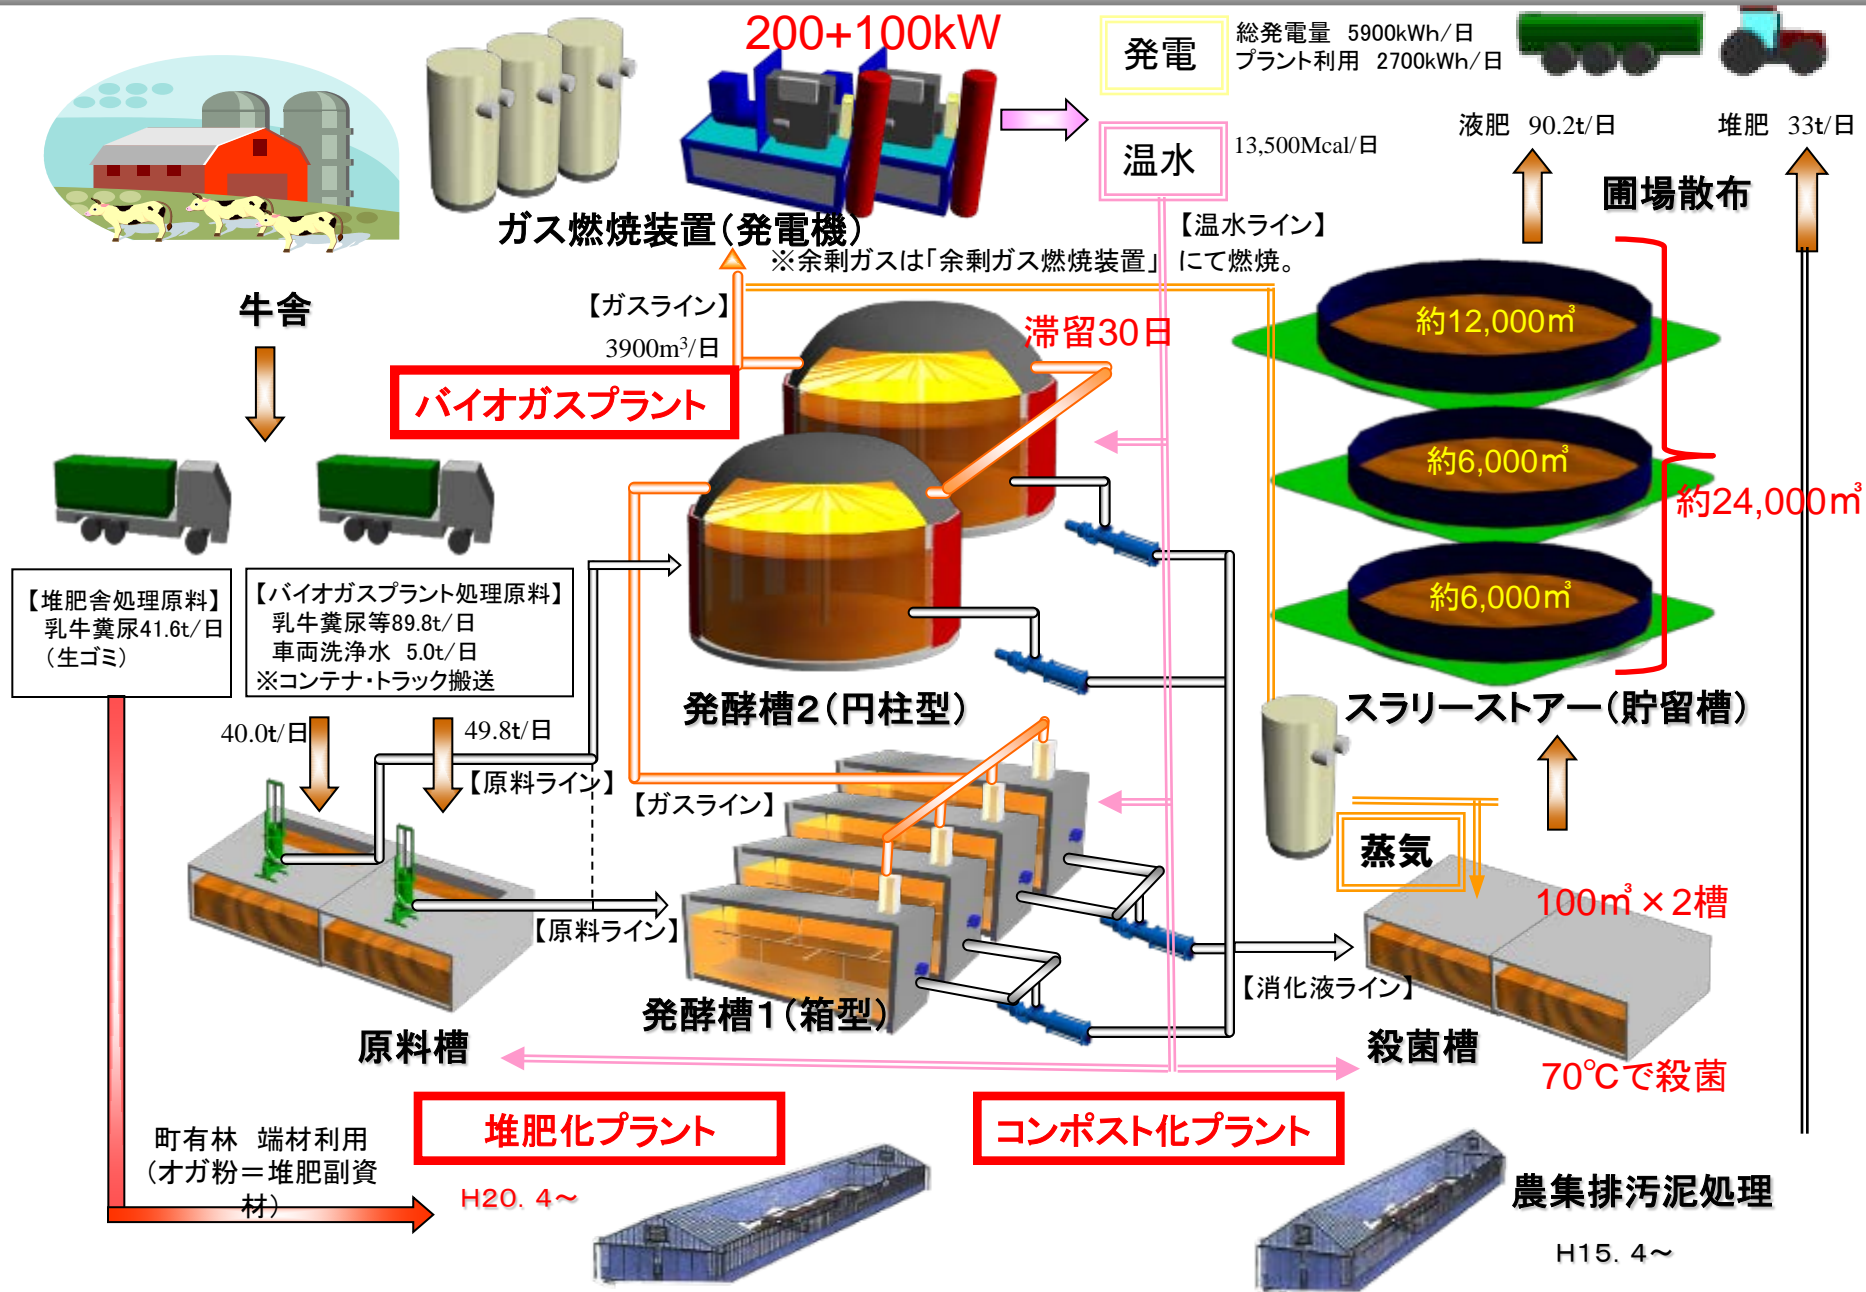 200+100kW
発電
総発電量 5900kWh/日
プラント利用 2700kWh/日
温水
13,500Mcal/日
液肥 90.2t/日
堆肥 33t/日
圃場散布
ガス燃焼装置(発電機)
【温水ライン】
※余剰ガスは「余剰ガス燃焼装置」 にて燃焼。
牛舎
【ガスライン】
3900m³/日
滞留30日
バイオガスプラント
約12,000㎥
約6,000㎥
約24,000㎥
約6,000㎥
スラリーストアー(貯留槽)
【堆肥舎処理原料】
乳牛糞尿41.6t/日
(生ゴミ)
【バイオガスプラント処理原料】
乳牛糞尿等89.8t/日
車両洗浄水 5.0t/日
※コンテナ・トラック搬送
40.0t/日
49.8t/日
【原料ライン】
発酵槽2(円柱型)
【ガスライン】
蒸気
100㎥×2槽
【原料ライン】
【消化液ライン】
発酵槽1(箱型)
原料槽
殺菌槽
70℃で殺菌
堆肥化プラント
コンポスト化プラント
町有林 端材利用
(オガ粉=堆肥副資
材)
H20. 4~
農集排汚泥処理
H15. 4~